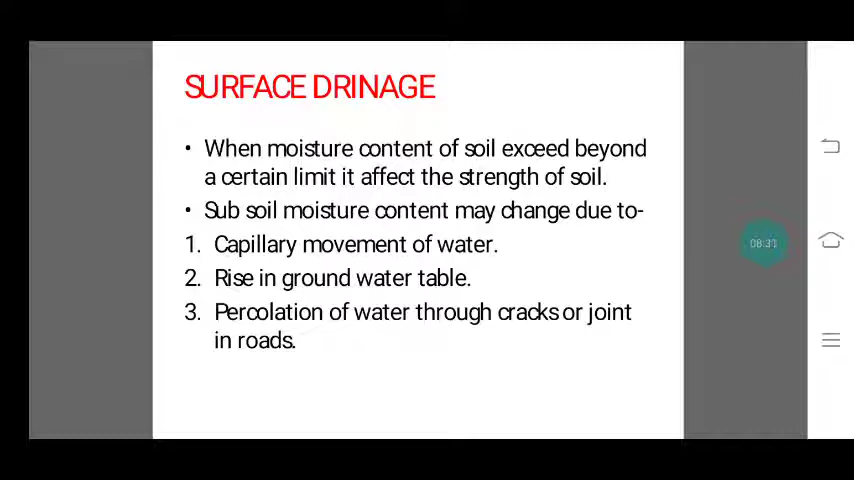 SURFACE DRINAGE
• When moisture content of soil exceed beyond
a certain limit it affect the strength of soil.
• Sub soil moisture content may change due to-
1. Capillary movement of water.
2. Rise in ground water table.
3. Percolation of water through cracks or joint
in roads.